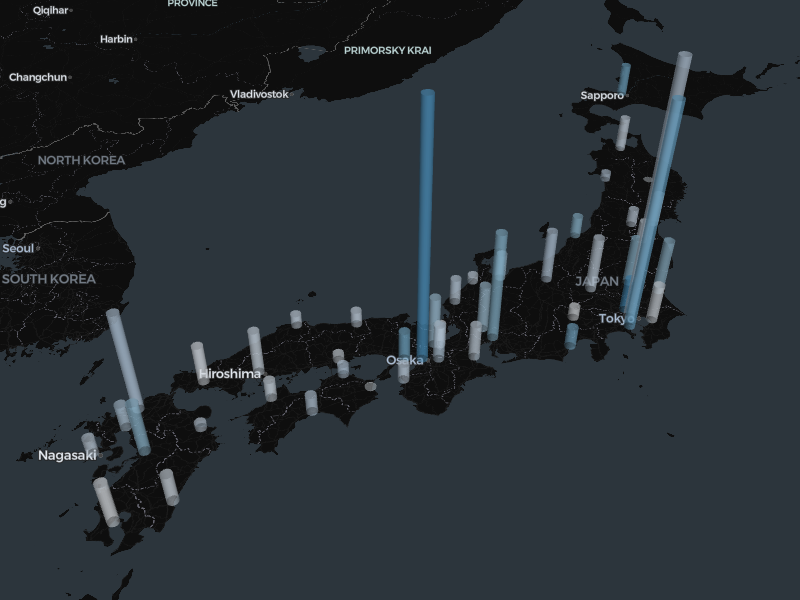 PROVINCE
Qiqihar
Harbin
PRIMORSKY KRAI
Changchun
Vladivostok
Sapporo
NORTH KOREA
g
Seoul
SOUTH KOREA
JAPAN
Tokyo
Osaka
Hiroshima
Nagasaki